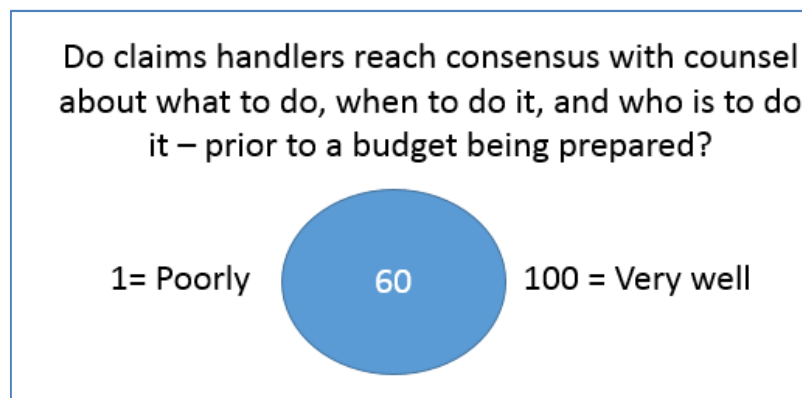 Do claims handlers reach consensus with counsel
about what to do, when to do it, and who is to do
it – prior to a budget being prepared?
1= Poorly
60
100 = Very well